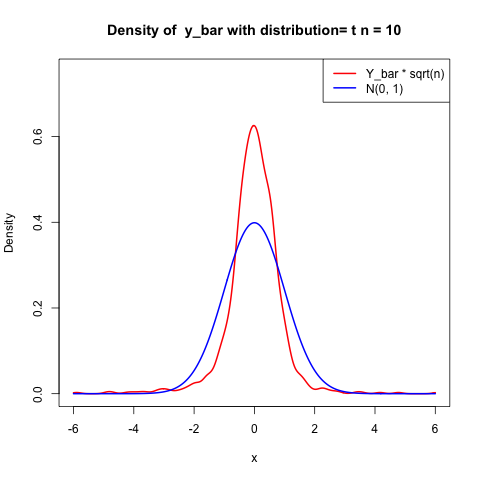 Density of  y_bar with distribution= t n = 10
Y_bar * sqrt(n)
N(0, 1)
Density
0.0
0.2
0.4
0.6
-6
-4
-2
0
2
4
6
x